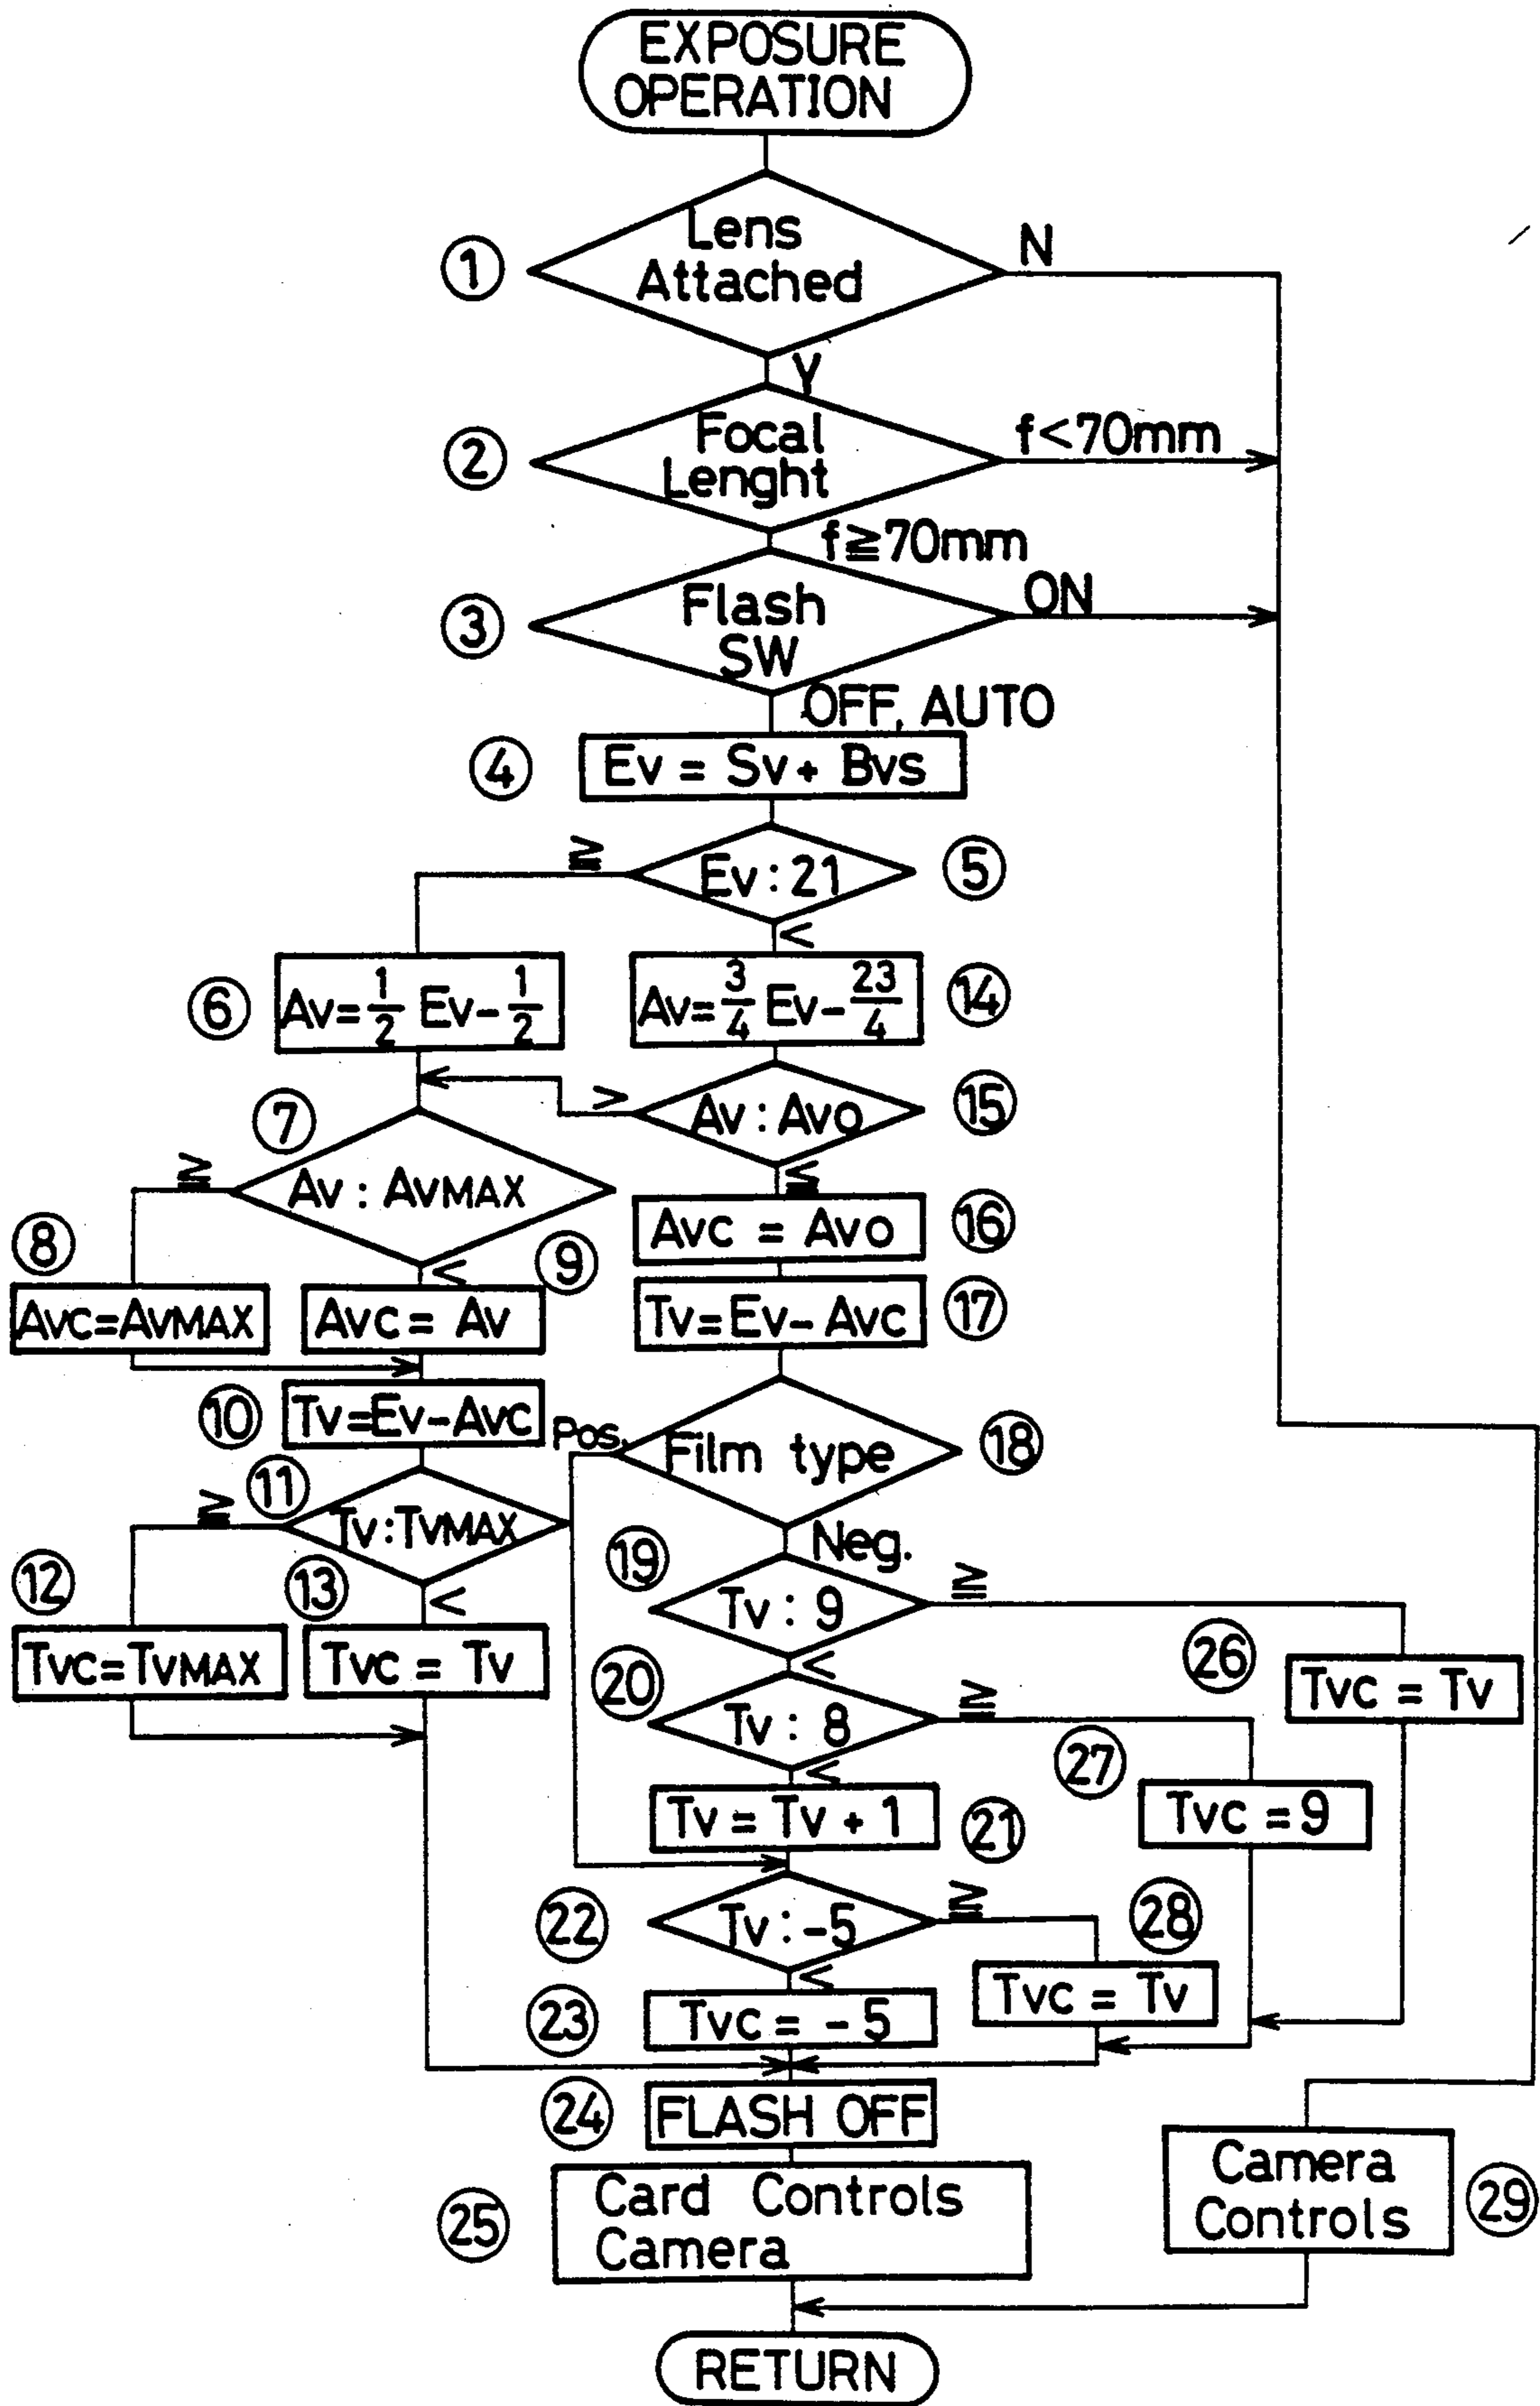 EXPOSURE
OPERATION
①
Lens
Attached
N
Y
②
Focal
Lenght
f<70mm
f≧70mm
③
Flash
SW
ON
OFF, AUTO
④
Ev = Sv + Bvs
≧
Ev : 21
⑤
<
⑥
Av = 1/2 Ev - 1/2
Av = 3/4 Ev - 23/4
⑭
⑦
>
Av : Avo
⑮
≧
Av : AvMAX
≦
⑧
<
⑨
Avc = Avo
⑯
Avc=AvMAX
Avc = Av
Tv=Ev-Avc
⑰
⑩
Tv=Ev-Avc
Pos.
Film type
⑱
⑪
≧
Tv:TvMAX
Neg.
⑫
⑬
<
⑲
Tv : 9
≧
<
Tvc=TvMAX
Tvc = Tv
⑳
Tv : 8
≧
㉖
Tvc = Tv
<
㉗
Tvc = 9
Tv = Tv + 1
㉑
㉒
Tv : -5
≧
㉘
<
Tvc = Tv
㉓
Tvc = -5
㉔
FLASH OFF
㉕
Card Controls
Camera
Camera
Controls
㉙
RETURN